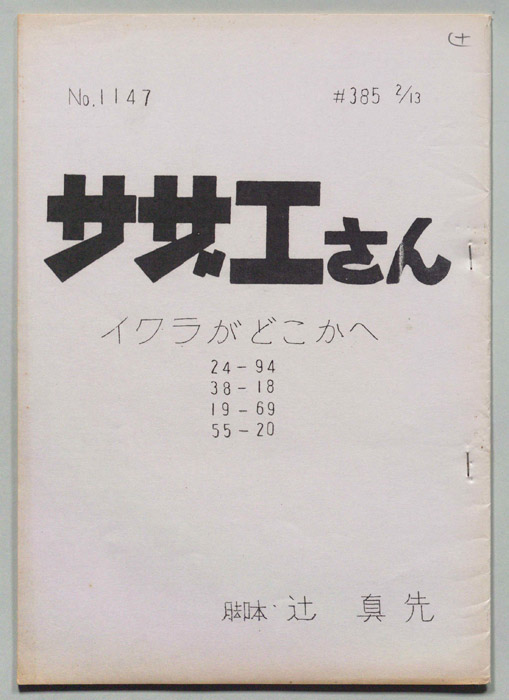 No.1147 #385 2/13
サザエさん
イクラがどこかへ
24-94
38-18
19-69
55-20
脚本・辻 真先